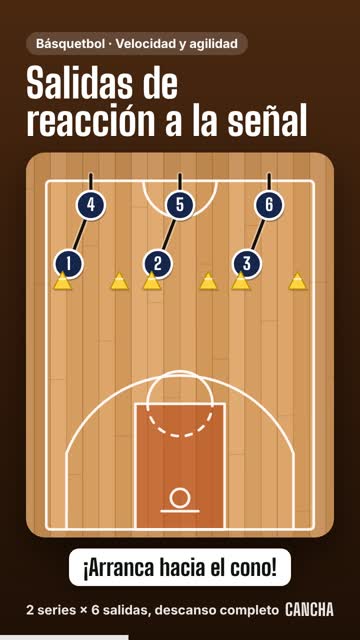 Básquetbol · Velocidad y agilidad
Salidas de
reacción a la señal
4 5 6
1 2 3
¡Arranca hacia el cono!
2 series × 6 salidas, descanso completo CANCHA